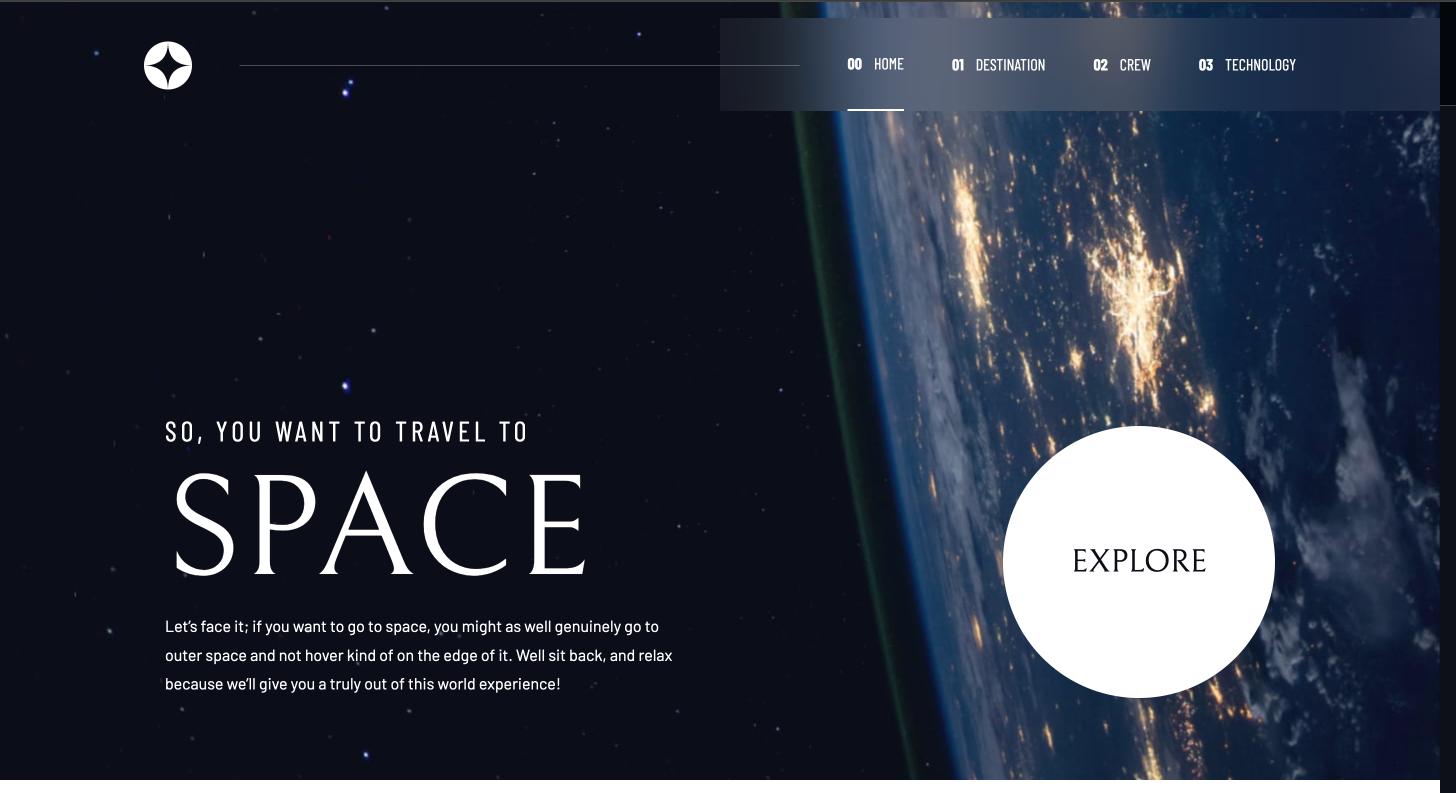 00 HOME 01 DESTINATION 02 CREW 03 TECHNOLOGY
SO, YOU WANT TO TRAVEL TO
SPACE
Let’s face it; if you want to go to space, you might as well genuinely go to
outer space and not hover kind of on the edge of it. Well sit back, and relax
because we’ll give you a truly out of this world experience!
EXPLORE